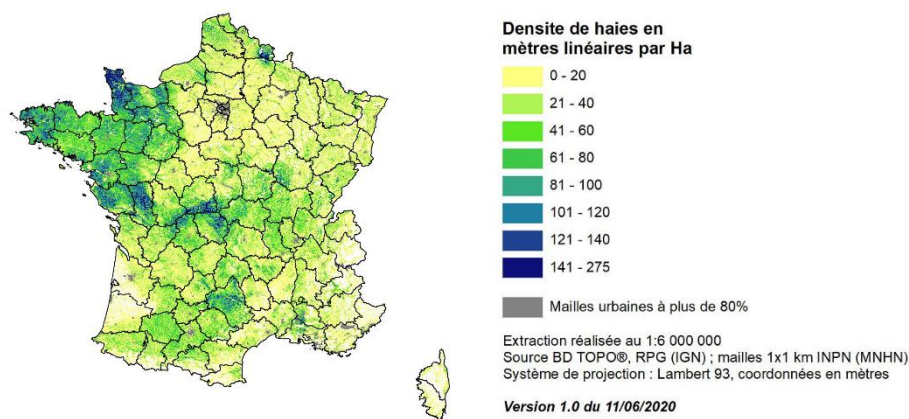 Densite de haies en
mètres linéaires par Ha
0 - 20
21 - 40
41 - 60
61 - 80
81 - 100
101 - 120
121 - 140
141 - 275
Mailles urbaines à plus de 80%
Extraction réalisée au 1:6 000 000
Source BD TOPO®, RPG (IGN) ; mailles 1x1 km INPN (MNHN)
Système de projection : Lambert 93, coordonnées en mètres
Version 1.0 du 11/06/2020